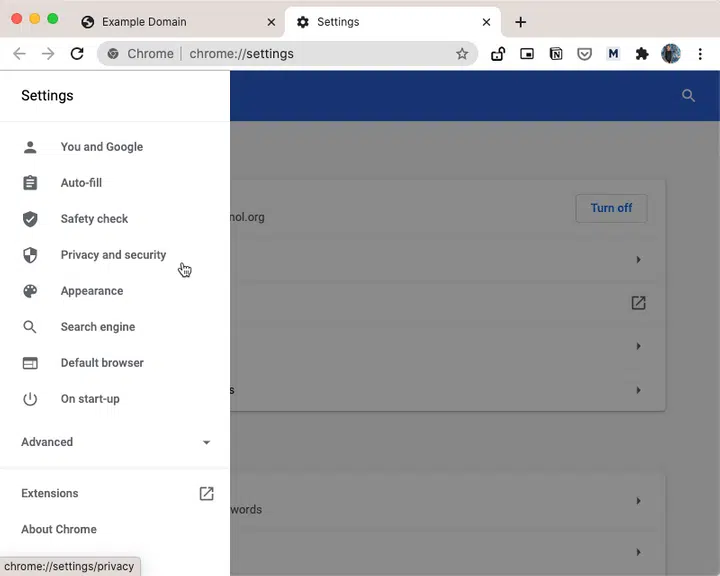 Example Domain
Settings
Chrome
chrome://settings
N
M
Settings
You and Google
Auto-fill
Safety check
Privacy and security
Appearance
Search engine
Default browser
On start-up
Advanced
Extensions
About Chrome
chrome://settings/privacy
nol.org
Turn off
s
words